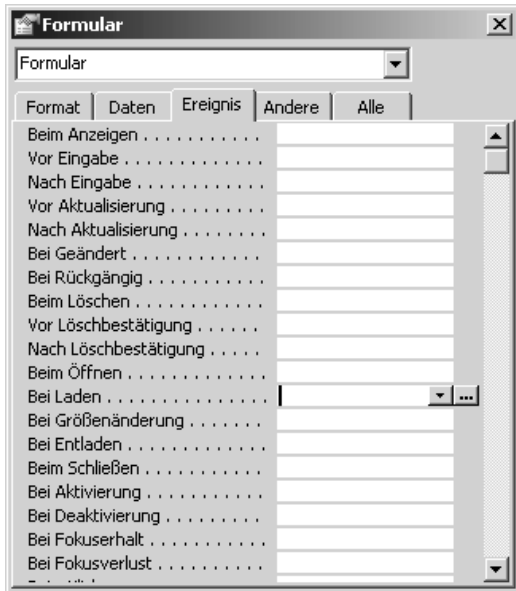 Formular
Formular
Format Daten Ereignis Andere Alle
Beim Anzeigen . . . . . . . . . . .
Vor Eingabe . . . . . . . . . . . . .
Nach Eingabe . . . . . . . . . . . .
Vor Aktualisierung . . . . . . . .
Nach Aktualisierung . . . . . . .
Bei Geändert . . . . . . . . . . . .
Bei Rückgängig . . . . . . . . . .
Beim Löschen . . . . . . . . . . .
Vor Löschbestätigung . . . . . .
Nach Löschbestätigung . . . . .
Beim Öffnen . . . . . . . . . . . .
Bei Laden . . . . . . . . . . . . . . . ...
Bei Größenänderung . . . . . . .
Bei Entladen . . . . . . . . . . . .
Beim Schließen . . . . . . . . . .
Bei Aktivierung . . . . . . . . . .
Bei Deaktivierung . . . . . . . .
Bei Fokuserhalt . . . . . . . . . .
Bei Fokusverlust . . . . . . . . .